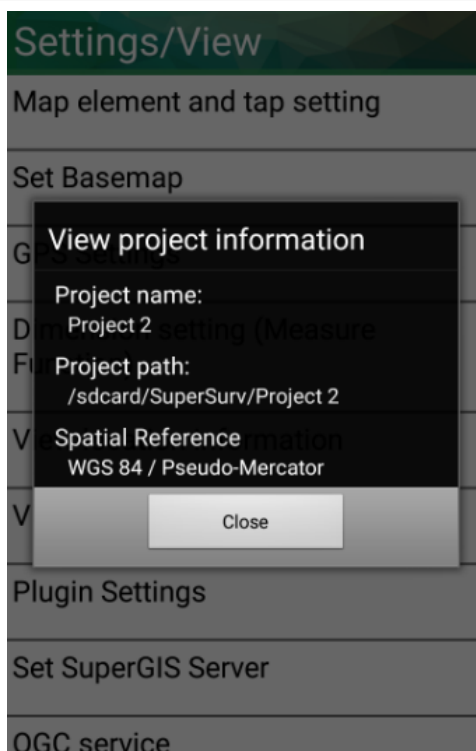 Settings/View
Map element and tap setting
Set Basemap
View project information
Project name:
Project 2
Project path:
/sdcard/SuperSurv/Project 2
Spatial Reference
WGS 84 / Pseudo-Mercator
Close
Plugin Settings
Set SuperGIS Server
OGC service